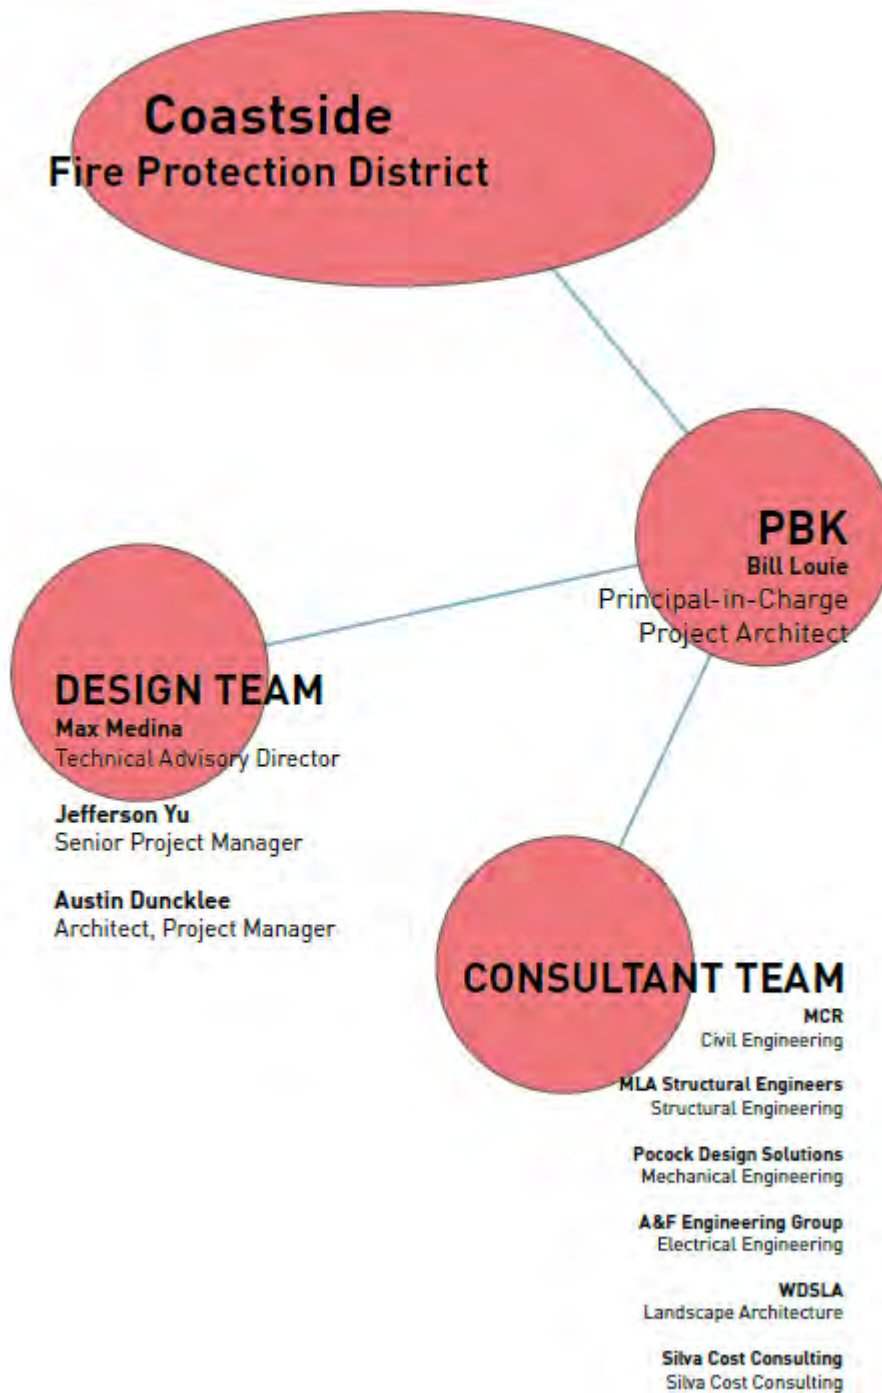 Coastside
Fire Protection District
PBK
Bill Louie
Principal-in-Charge
Project Architect
DESIGN TEAM
Max Medina
Technical Advisory Director
Jefferson Yu
Senior Project Manager
Austin Duncklee
Architect, Project Manager
CONSULTANT TEAM
MCR
Civil Engineering
MLA Structural Engineers
Structural Engineering
Pocock Design Solutions
Mechanical Engineering
A&F Engineering Group
Electrical Engineering
WDSLA
Landscape Architecture
Silva Cost Consulting
Silva Cost Consulting